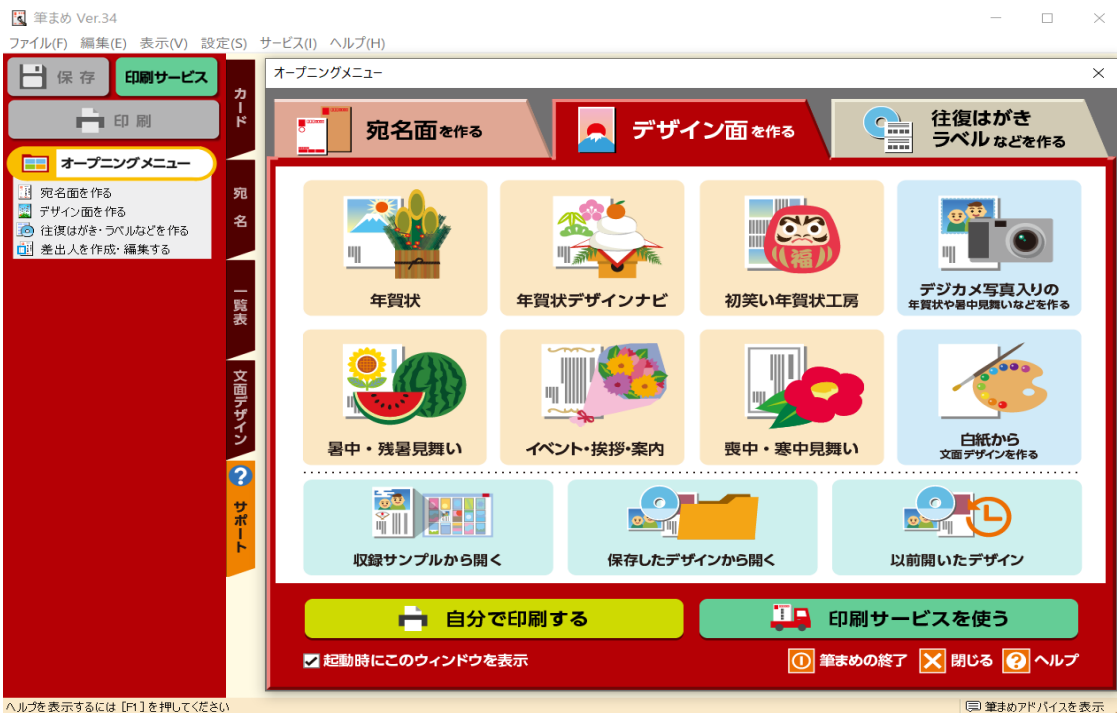 筆まめ Ver.34
ファイル(F) 編集(E) 表示(V) 設定(S) サービス(I) ヘルプ(H)
保存
印刷サービス
印刷
オープニングメニュー
宛名面を作る
デザイン面を作る
往復はがき・ラベルなどを作る
差出人を作成・編集する
カード
宛名
一覧表
文面デザイン
?
サポート
オープニングメニュー
宛名面を作る
デザイン面を作る
往復はがき
ラベルなどを作る
年賀状
年賀状デザインナビ
福
初笑い年賀状工房
デジカメ写真入りの
年賀状や暑中見舞いなどを作る
暑中・残暑見舞い
イベント・挨拶・案内
喪中・寒中見舞い
白紙から
文面デザインを作る
収録サンプルから開く
保存したデザインから開く
以前開いたデザイン
自分で印刷する
印刷サービスを使う
起動時にこのウィンドウを表示
筆まめの終了
閉じる
? ヘルプ
ヘルプを表示するには [F1] を押してください
筆まめアドバイスを表示